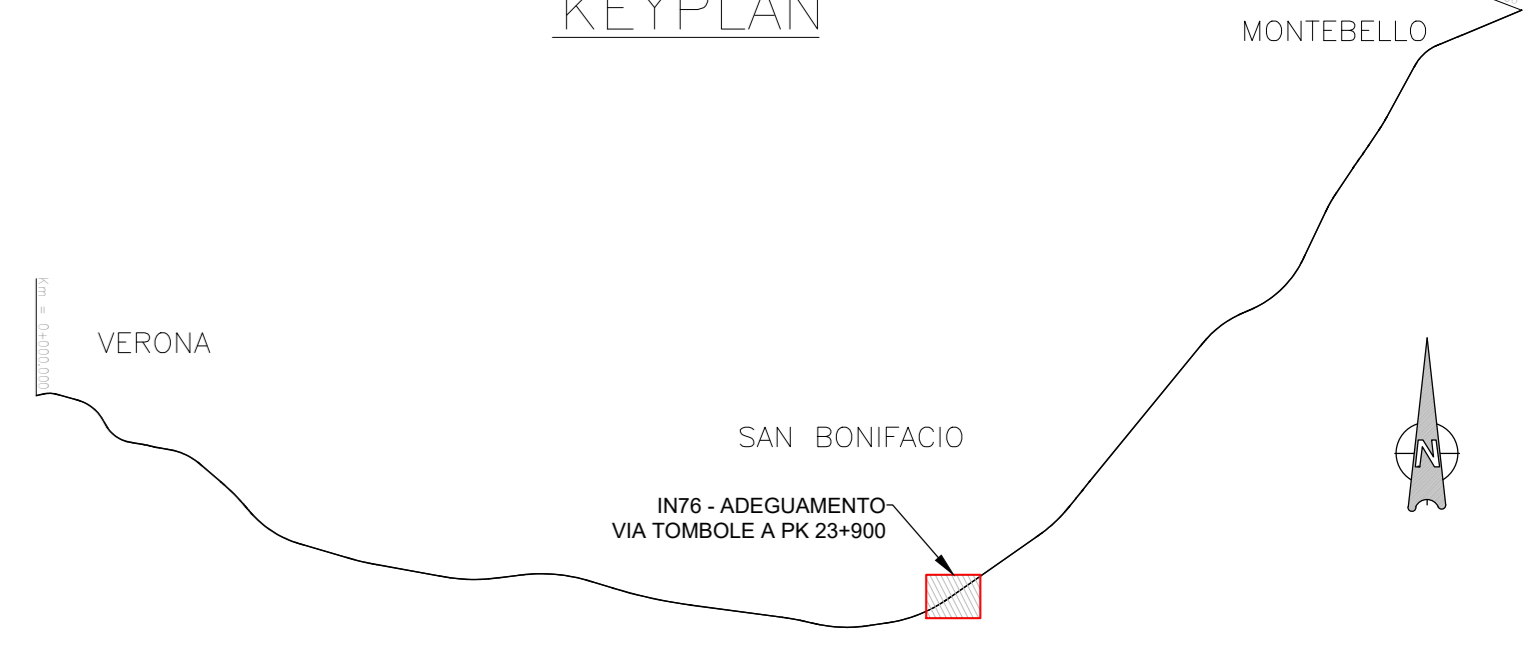 KEYPLAN
MONTEBELLO
Km = 0+000.000
VERONA
SAN BONIFACIO
IN76 - ADEGUAMENTO
VIA TOMBOLE A PK 23+900
N